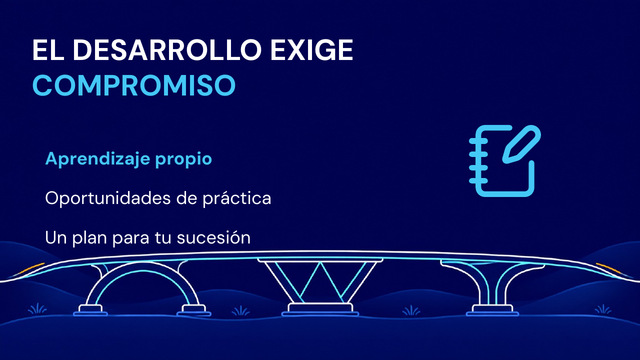 EL DESARROLLO EXIGE
COMPROMISO
Aprendizaje propio
Oportunidades de práctica
Un plan para tu sucesión